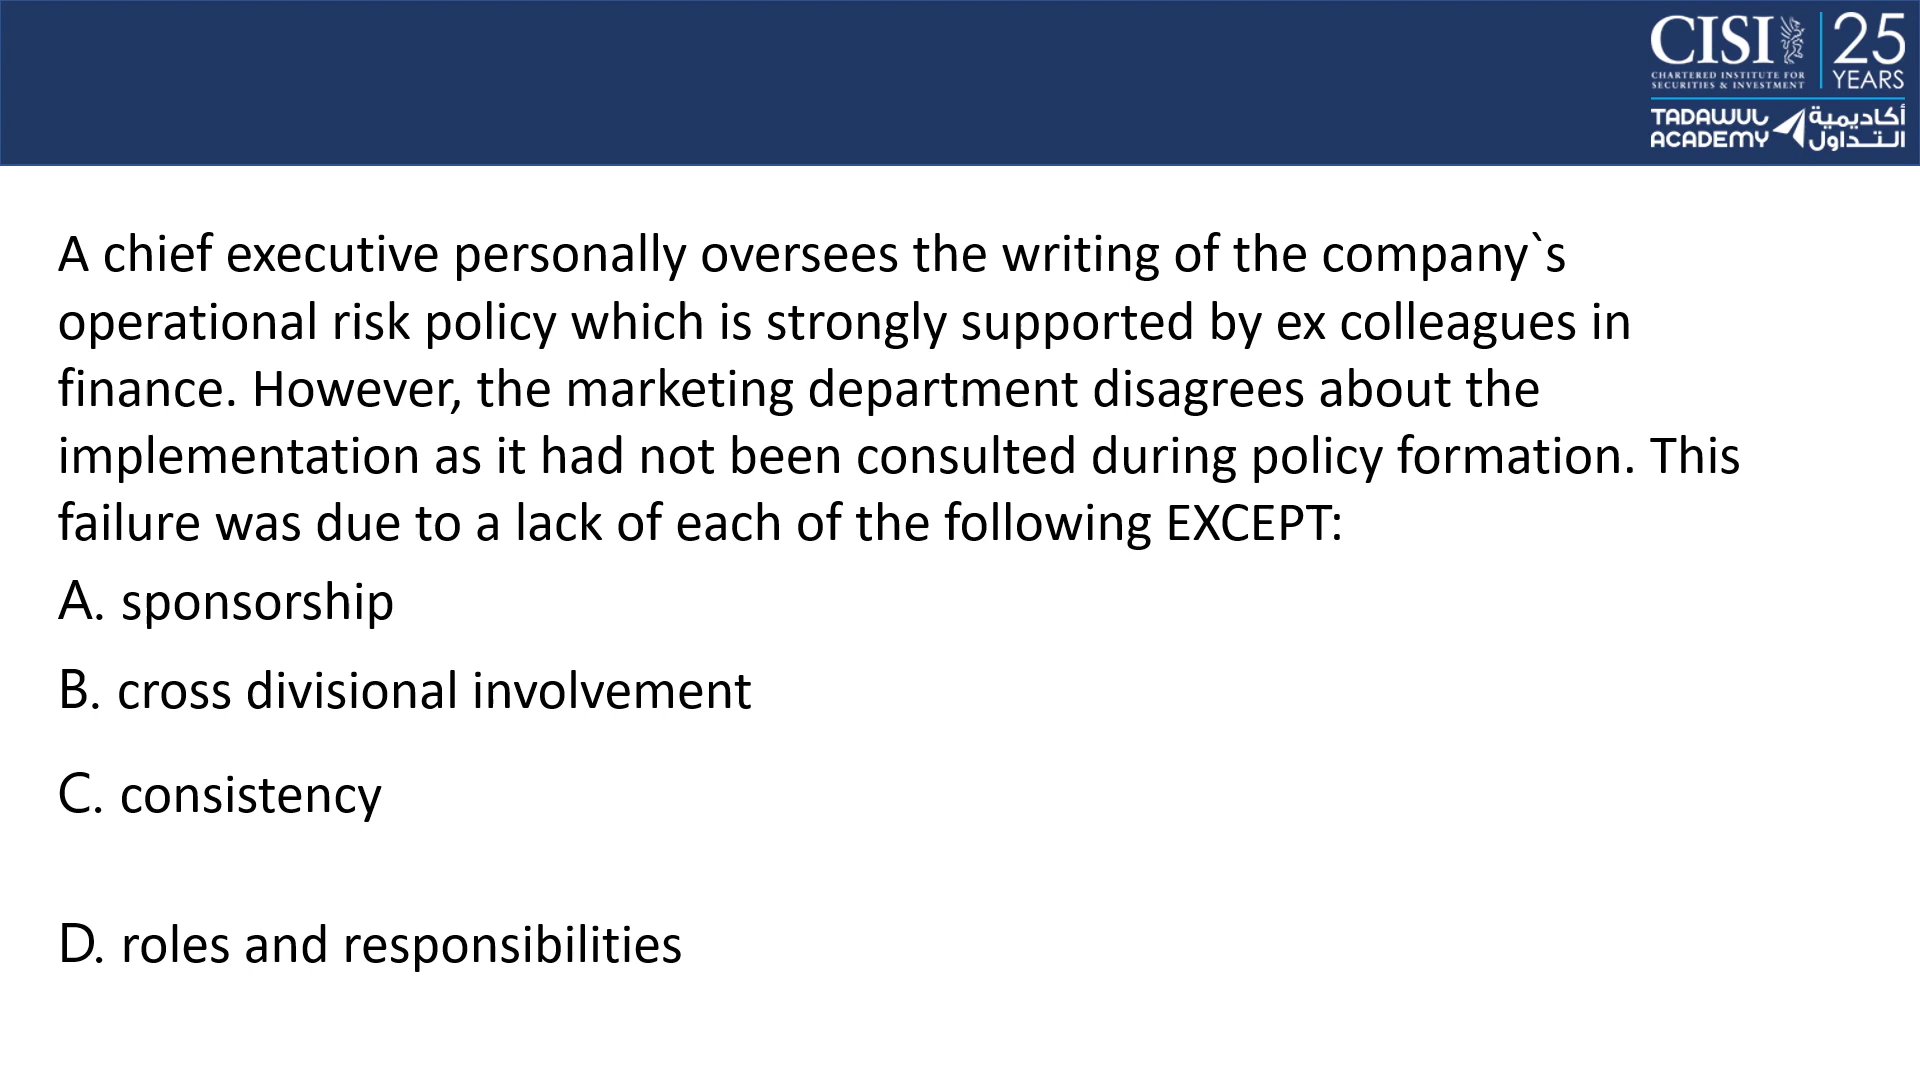 CISI
25
CHARTERED INSTITUTE FOR
SECURITIES & INVESTMENT
YEARS
TADAWUL
ACADEMY
أكاديمية
التداول
A chief executive personally oversees the writing of the company`s
operational risk policy which is strongly supported by ex colleagues in
finance. However, the marketing department disagrees about the
implementation as it had not been consulted during policy formation. This
failure was due to a lack of each of the following EXCEPT:
A. sponsorship
B. cross divisional involvement
C. consistency
D. roles and responsibilities